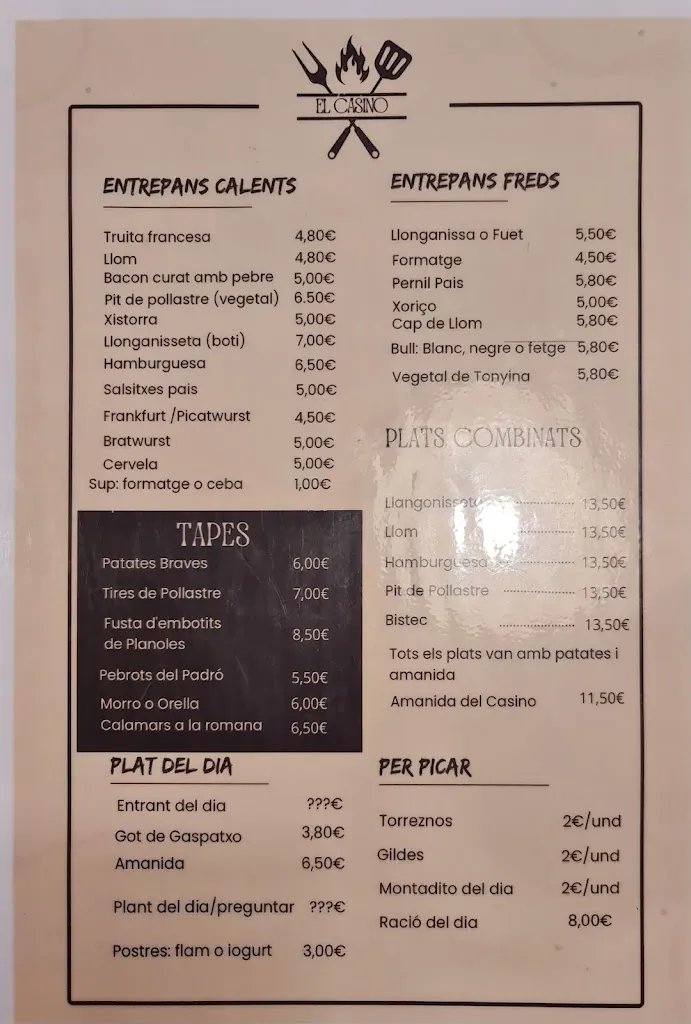 EL CASINO
ENTREPANS CALENTS
Truita francesa 4,80€
Llom 4,80€
Bacon curat amb pebre 5,00€
Pit de pollastre (vegetal) 6.50€
Xistorra 5,00€
Llonganisseta (boti) 7,00€
Hamburguesa 6,50€
Salsitxes pais 5,00€
Frankfurt /Picatwurst 4,50€
Bratwurst 5,00€
Cervela 5,00€
Sup: formatge o ceba 1,00€
TAPES
Patates Braves 6,00€
Tires de Pollastre 7,00€
Fusta d'embotits
de Planoles 8,50€
Pebrots del Padró 5,50€
Morro o Orella 6,00€
Calamars a la romana 6,50€
PLAT DEL DIA
Entrant del dia ???€
Got de Gaspatxo 3,80€
Amanida 6,50€
Plant del dia/preguntar ???€
Postres: flam o iogurt 3,00€
ENTREPANS FREDS
Llonganissa o Fuet 5,50€
Formatge 4,50€
Pernil Pais 5,80€
Xoriço 5,00€
Cap de Llom 5,80€
Bull: Blanc, negre o fetge 5,80€
Vegetal de Tonyina 5,80€
PLATS COMBINATS
Llangonisseta 13,50€
Llom 13,50€
Hamburguesa 13,50€
Pit de Pollastre 13,50€
Bistec 13,50€
Tots els plats van amb patates i
amanida
Amanida del Casino 11,50€
PER PICAR
Torreznos 2€/und
Gildes 2€/und
Montadito del dia 2€/und
Ració del dia 8,00€